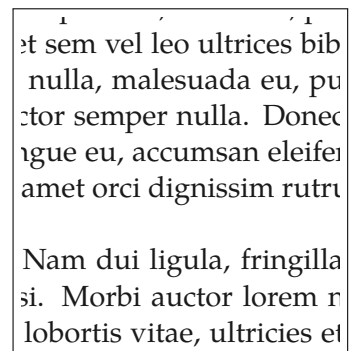 et sem vel leo ultrices bib
nulla, malesuada eu, pu
ctor semper nulla. Donec
ngue eu, accumsan eleife
amet orci dignissim rutru
Nam dui ligula, fringilla
si. Morbi auctor lorem n
lobortis vitae, ultricies et